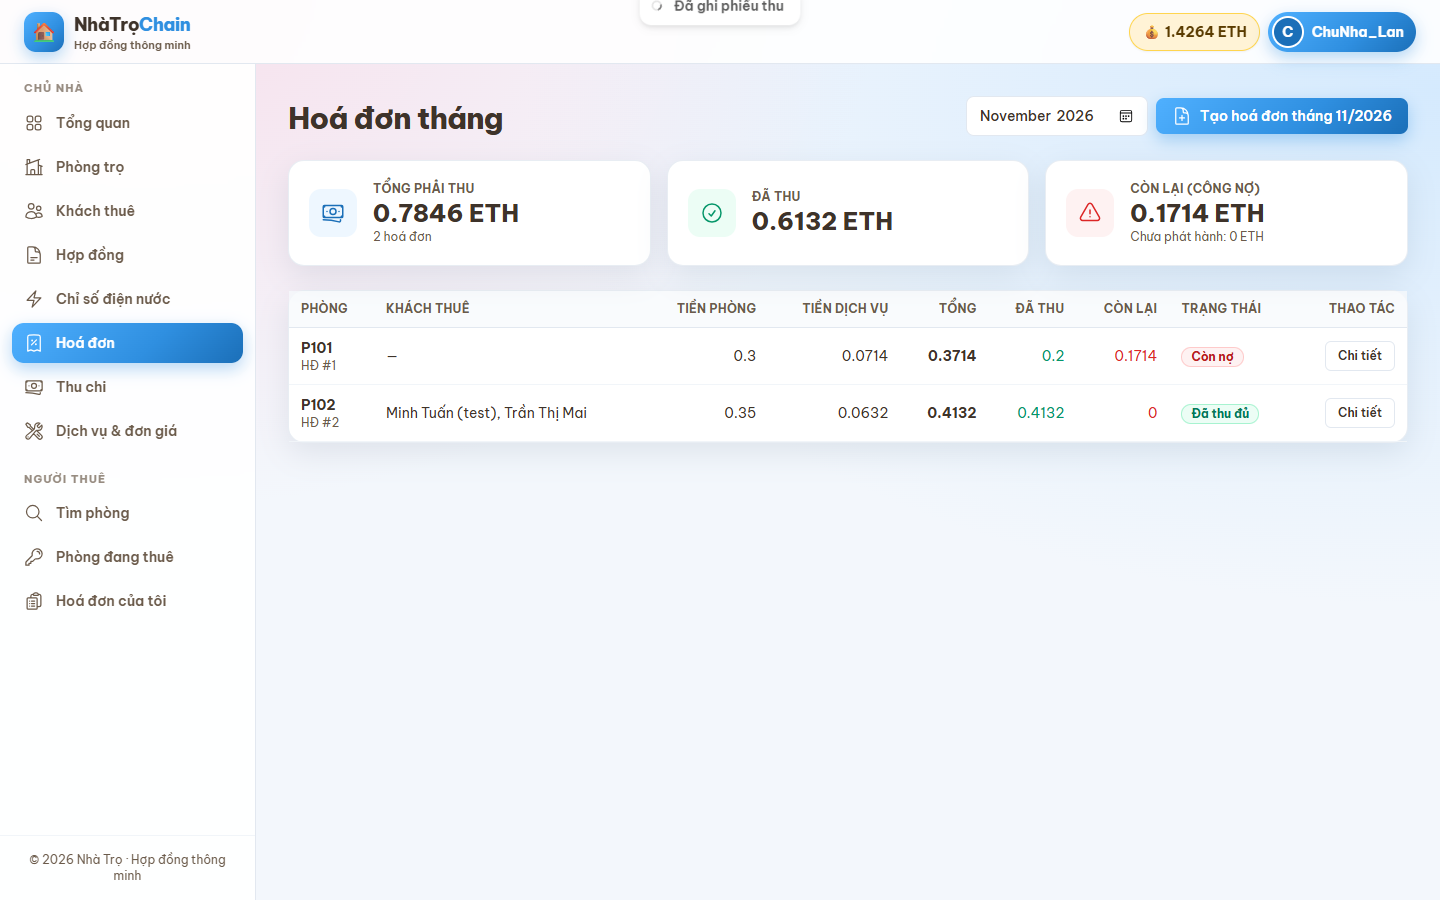 NhàTrọChain
Hợp đồng thông minh
Đã ghi phiếu thu
1.4264 ETH
C
ChuNha_Lan
CHỦ NHÀ
Tổng quan
Phòng trọ
Khách thuê
Hợp đồng
Chỉ số điện nước
Hoá đơn
Thu chi
Dịch vụ & đơn giá
NGƯỜI THUÊ
Tìm phòng
Phòng đang thuê
Hoá đơn của tôi
© 2026 Nhà Trọ · Hợp đồng thông
minh
Hoá đơn tháng
November 2026
Tạo hoá đơn tháng 11/2026
TỔNG PHẢI THU
0.7846 ETH
2 hoá đơn
ĐÃ THU
0.6132 ETH
CÒN LẠI (CÔNG NỢ)
0.1714 ETH
Chưa phát hành: 0 ETH
PHÒNG KHÁCH THUÊ TIỀN PHÒNG TIỀN DỊCH VỤ TỔNG ĐÃ THU CÒN LẠI TRẠNG THÁI THAO TÁC
P101 — 0.3 0.0714 0.3714 0.2 0.1714 Còn nợ Chi tiết
HĐ #1
P102 Minh Tuấn (test), Trần Thị Mai 0.35 0.0632 0.4132 0.4132 0 Đã thu đủ Chi tiết
HĐ #2